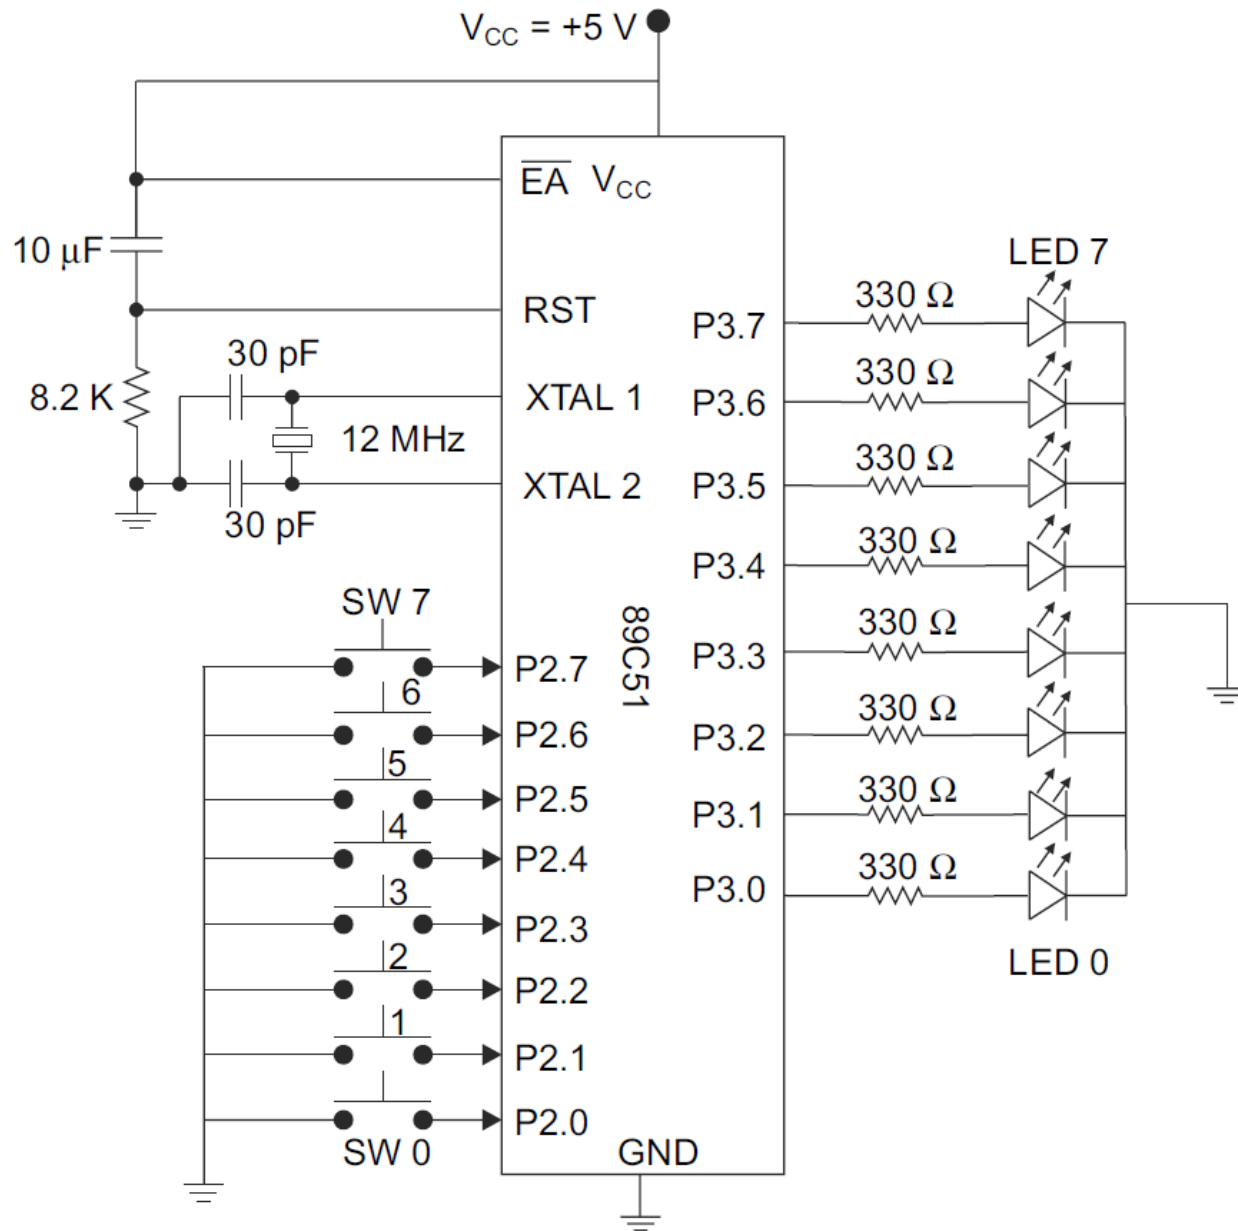 V_CC = +5 V
EA V_CC
10 μF
RST
30 pF
8.2 K
XTAL 1
12 MHz
XTAL 2
30 pF
SW 7
P2.7
6
P2.6
5
P2.5
4
P2.4
3
P2.3
2
P2.2
1
P2.1
P2.0
SW 0
89C51
GND
LED 7
330 Ω
P3.7
330 Ω
P3.6
330 Ω
P3.5
330 Ω
P3.4
330 Ω
P3.3
330 Ω
P3.2
330 Ω
P3.1
330 Ω
P3.0
LED 0